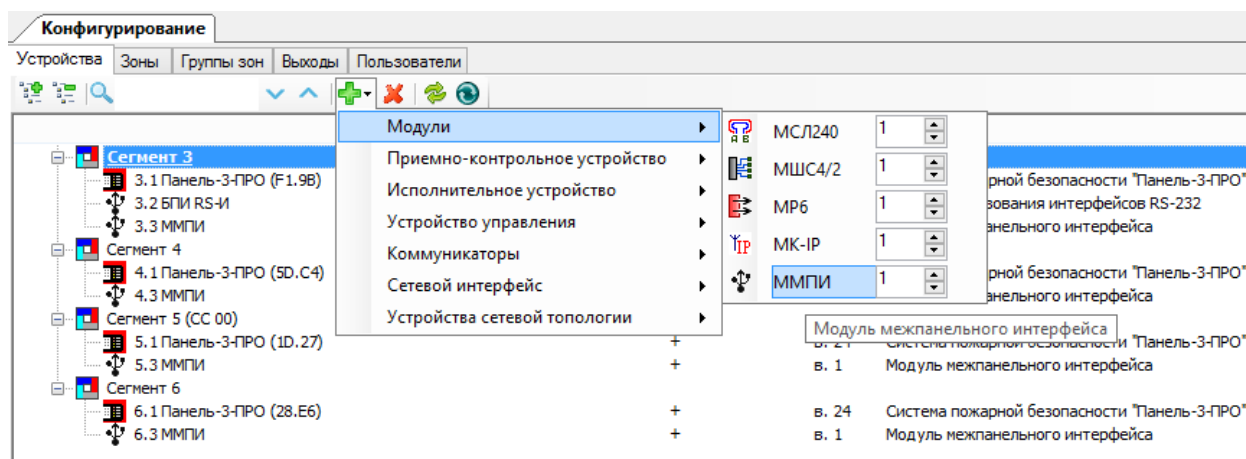 Конфигурирование
Устройства Зоны Группы зон Выходы Пользователи
Модули МСЛ240 1
Сегмент 3 Приемно-контрольное устройство МШС4/2 1
3.1 Панель-3-ПРО (F1.9B) Исполнительное устройство рной безопасности "Панель-3-ПРО"
3.2 БПИ RS-И МР6 1 зования интерфейсов RS-232
3.3 ММПИ Устройство управления анельного интерфейса
Сегмент 4 Коммуникаторы МК-IP 1
4.1 Панель-3-ПРО (5D.C4) рной безопасности "Панель-3-ПРО"
4.3 ММПИ Сетевой интерфейс ММПИ 1 анельного интерфейса
Сегмент 5 (CC 00) Устройства сетевой топологии
Модуль межпанельного интерфейса
5.1 Панель-3-ПРО (1D.27) + в. 24 "Панель-3-ПРО"
5.3 ММПИ + в. 1 Модуль межпанельного интерфейса
Сегмент 6
6.1 Панель-3-ПРО (28.E6) + в. 24 Система пожарной безопасности "Панель-3-ПРО"
6.3 ММПИ + в. 1 Модуль межпанельного интерфейса